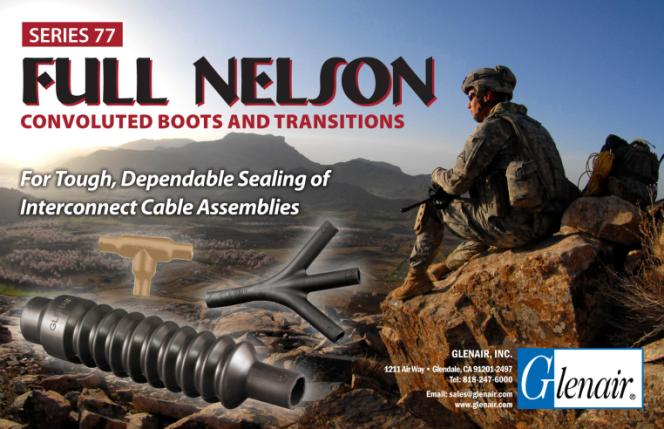 SERIES 77
FULL NELSON
CONVOLUTED BOOTS AND TRANSITIONS
For Tough, Dependable Sealing of
Interconnect Cable Assemblies
GLENAIR, INC.
1211 Air Way • Glendale, CA 91201-2497
Tel: 818-247-6000
Email: sales@glenair.com
www.glenair.com
Glenair®